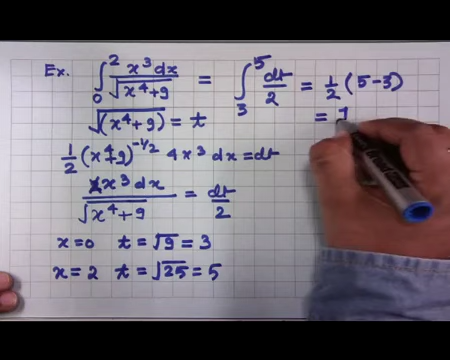 Ex. ∫₀² x³dx/√(x⁴+9) = ∫₃⁵ dt/2 = 1/2 (5-3)
√(x⁴+9) = t = 1
1/2 (x⁴+9)^(-1/2) 4x³ dx = dt
x³dx/√(x⁴+9) = dt/2
x=0 t=√9 = 3
x=2 t=√25 = 5